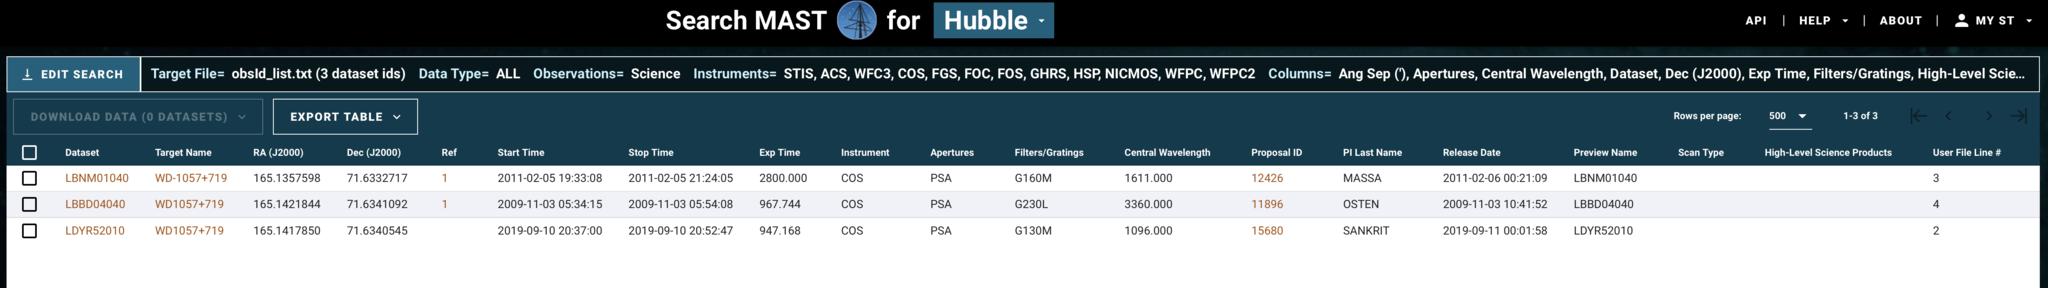 Search MAST for Hubble
API | HELP | ABOUT | MY ST
EDIT SEARCH Target File= obsId_list.txt (3 dataset ids) Data Type= ALL Observations= Science Instruments= STIS, ACS, WFC3, COS, FGS, FOC, FOS, GHRS, HSP, NICMOS, WFPC, WFPC2 Columns= Ang Sep ('), Apertures, Central Wavelength, Dataset, Dec (J2000), Exp Time, Filters/Gratings, High-Level Scie...
DOWNLOAD DATA (0 DATASETS) EXPORT TABLE Rows per page: 500 1-3 of 3
Dataset Target Name RA (J2000) Dec (J2000) Ref Start Time Stop Time Exp Time Instrument Apertures Filters/Gratings Central Wavelength Proposal ID PI Last Name Release Date Preview Name Scan Type High-Level Science Products User File Line #
LBNM01040 WD-1057+719 165.1357598 71.6332717 1 2011-02-05 19:33:08 2011-02-05 21:24:05 2800.000 COS PSA G160M 1611.000 12426 MASSA 2011-02-06 00:21:09 LBNM01040 3
LBBD04040 WD1057+719 165.1421844 71.6341092 1 2009-11-03 05:34:15 2009-11-03 05:54:08 967.744 COS PSA G230L 3360.000 11896 OSTEN 2009-11-03 10:41:52 LBBD04040 4
LDYR52010 WD1057+719 165.1417850 71.6340545 2019-09-10 20:37:00 2019-09-10 20:52:47 947.168 COS PSA G130M 1096.000 15680 SANKRIT 2019-09-11 00:01:58 LDYR52010 2